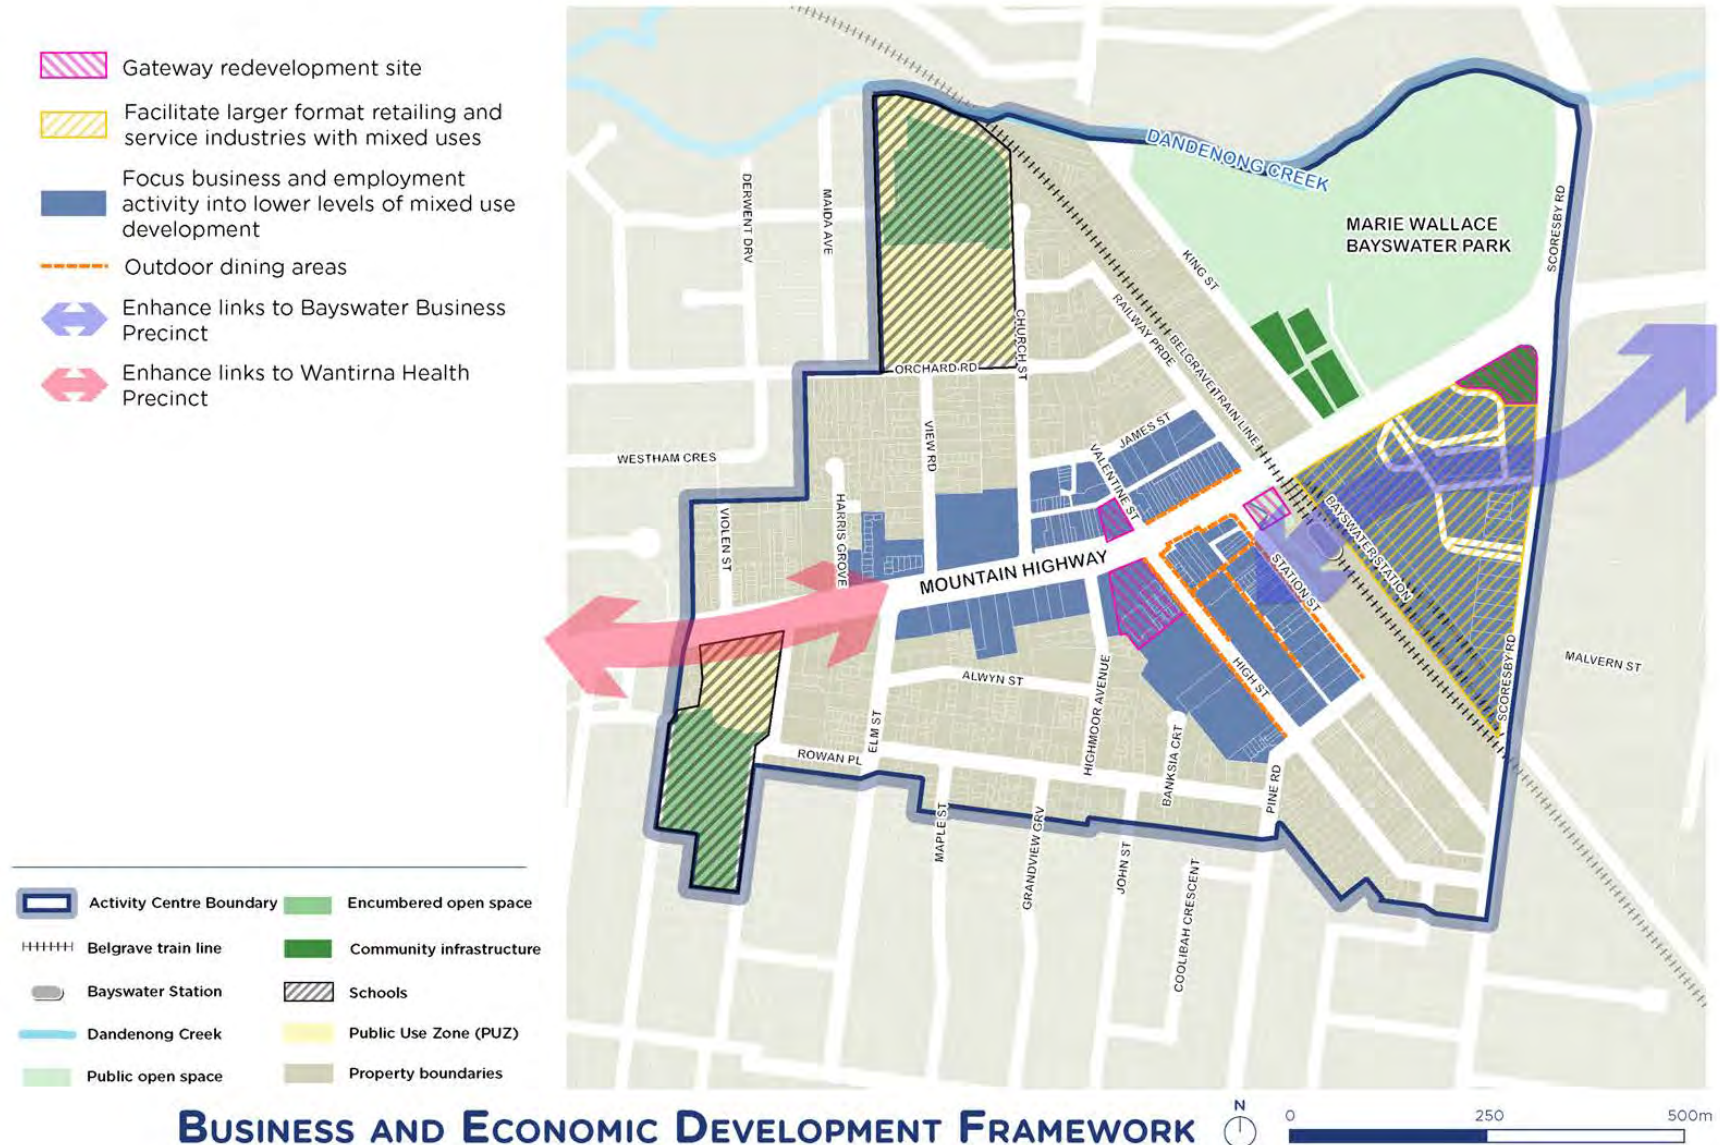 Gateway redevelopment site
Facilitate larger format retailing and
service industries with mixed uses
Focus business and employment
activity into lower levels of mixed use
development
Outdoor dining areas
Enhance links to Bayswater Business
Precinct
Enhance links to Wantirna Health
Precinct
Activity Centre Boundary
Belgrave train line
Bayswater Station
Dandenong Creek
Public open space
Encumbered open space
Community infrastructure
Schools
Public Use Zone (PUZ)
Property boundaries
DANDENONG CREEK
MARIE WALLACE
BAYSWATER PARK
SCORESBY RD
DERWENT DRV
MAIDA AVE
KING ST
RAILWAY PRDE
BELGRAVE TRAIN LINE
CHURCH ST
ORCHARD RD
VIEW RD
JAMES ST
VALENTINE ST
WESTHAM CRES
VIOLEN ST
HARRIS GROVE
MOUNTAIN HIGHWAY
BAYSWATER STATION
STATION ST
SCORESBY RD
MALVERN ST
HIGH ST
ALWYN ST
HIGHMOOR AVENUE
ELM ST
ROWAN PL
BANKSIA CRT
PINE RD
MAPLE ST
GRANDVIEW GRV
JOHN ST
COOLIBAH CRESCENT
BUSINESS AND ECONOMIC DEVELOPMENT FRAMEWORK
N
0 250 500m